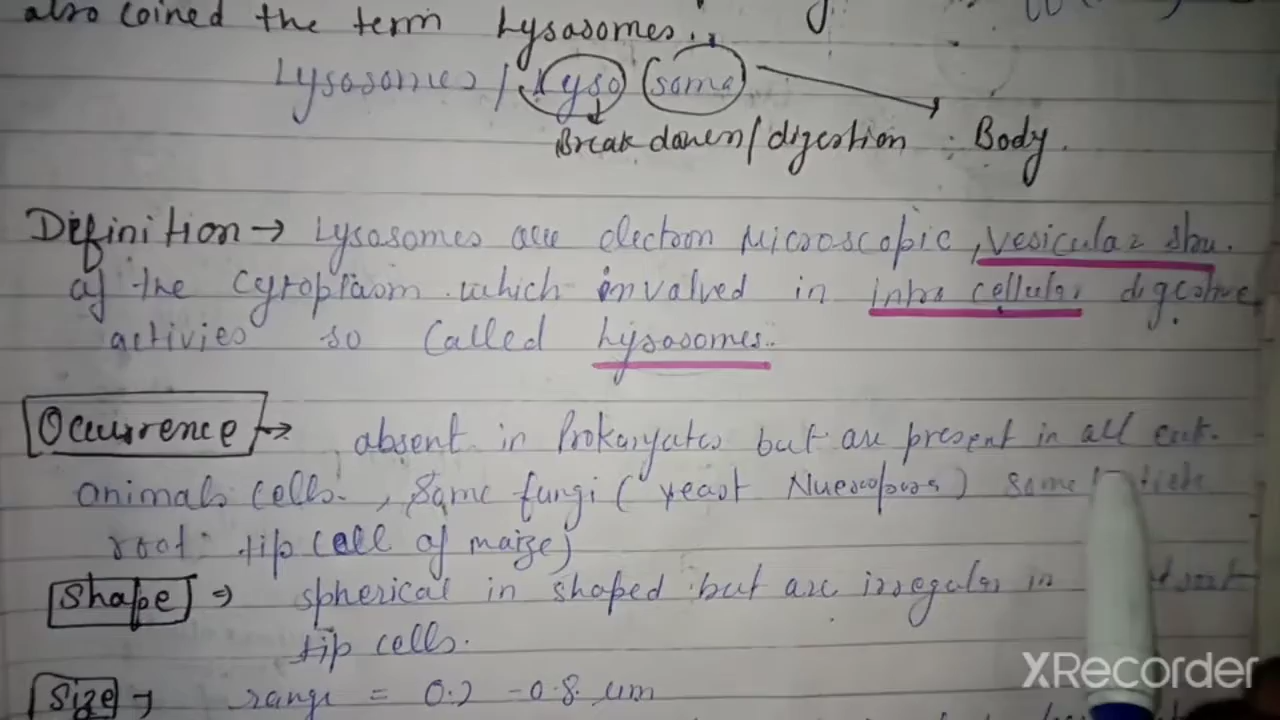 also coined the term Lysosomes.
Lysosomes / Lyso soma
Break down/digestion Body.
Definition → Lysosomes are electron Microscopic, Vesicular stru.
of the cytoplasm which involved in intra cellular digestive
activies so called Lysosomes.
Occurrence → absent in Prokaryotes but are present in all euk.
animals cells, some fungi ( yeast ) some
root tip cell of maize)
Shape ⇒ spherical in shaped but are irregular in
tip cells.
Size → range = 0.2 - 0.8 um
XRecorder